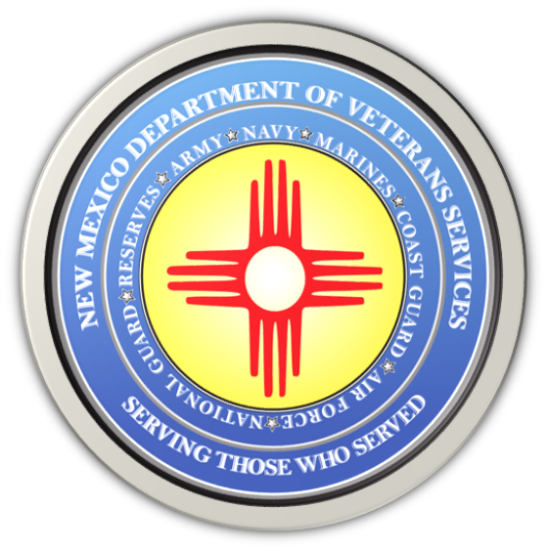 NEW MEXICO DEPARTMENT OF VETERANS SERVICES
NATIONAL GUARD ☆ RESERVES ☆ ARMY ☆ NAVY ☆ MARINES ☆ COAST GUARD ☆ AIR FORCE ☆
SERVING THOSE WHO SERVED